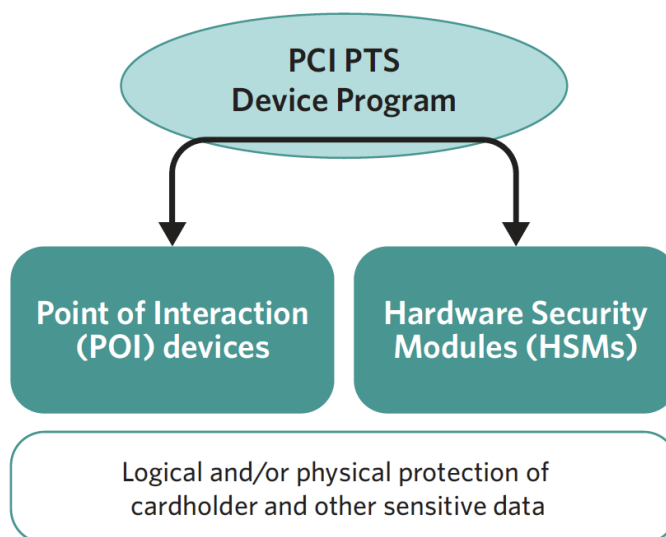 PCI PTS
Device Program
Point of Interaction
(POI) devices
Hardware Security
Modules (HSMs)
Logical and/or physical protection of
cardholder and other sensitive data